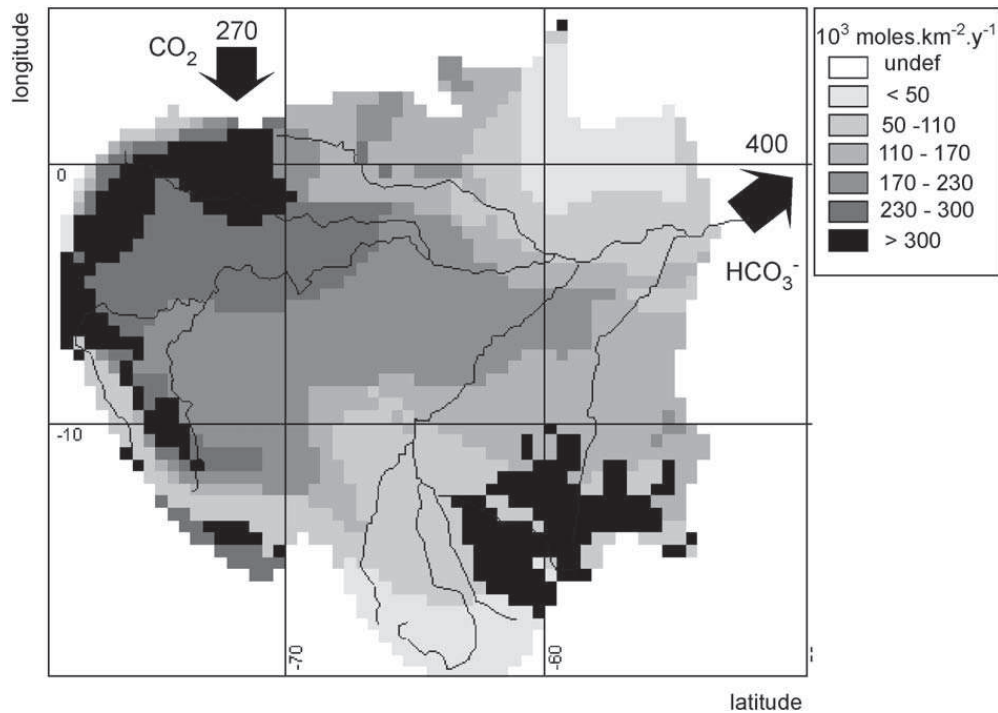 longitude
270
CO₂
10³ moles.km⁻².y⁻¹
undef
< 50
50 -110
110 - 170
170 - 230
230 - 300
> 300
400
0
HCO₃⁻
-10
-70
-60
latitude